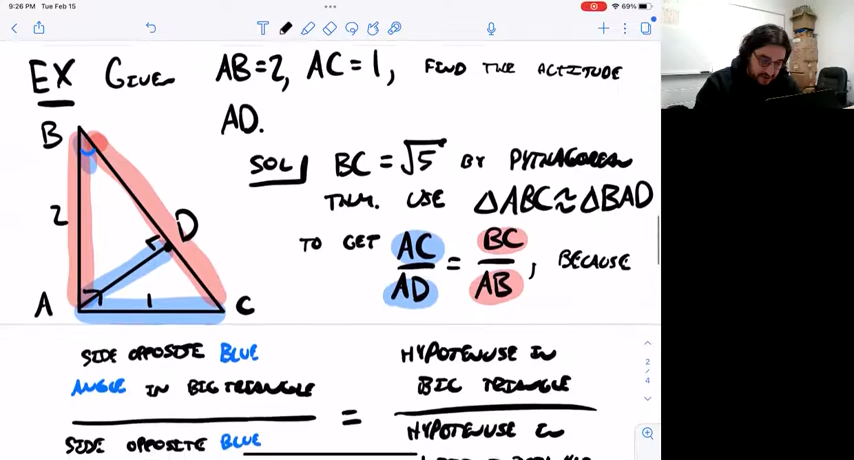 9:26 PM Tue Feb 15
69%
EX GIVEN AB=2, AC=1, FIND THE ALTITUDE
AD.
B
SOL BC = √5 BY PYTHAGOREAN
2
D
THM. USE △ABC≈△BAD
TO GET AC/AD = BC/AB, BECAUSE
A
1
C
SIDE OPPOSITE BLUE
ANGLE IN BIG TRIANGLE
=
HYPOTENUSE IN
BIG TRIANGLE
SIDE OPPOSITE BLUE
HYPOTENUSE IN
2
4